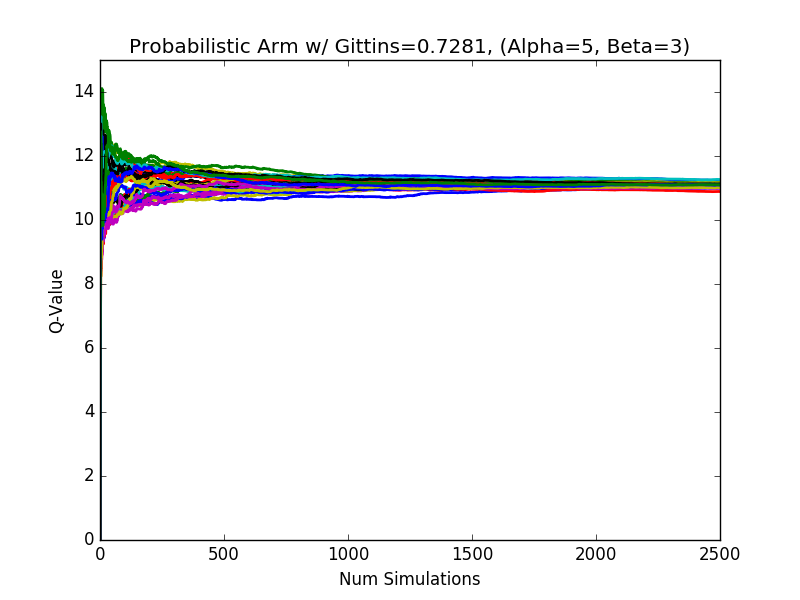 Probabilistic Arm w/ Gittins=0.7281, (Alpha=5, Beta=3)
14
12
10
8
6
4
2
0
Q-Value
0 500 1000 1500 2000 2500
Num Simulations